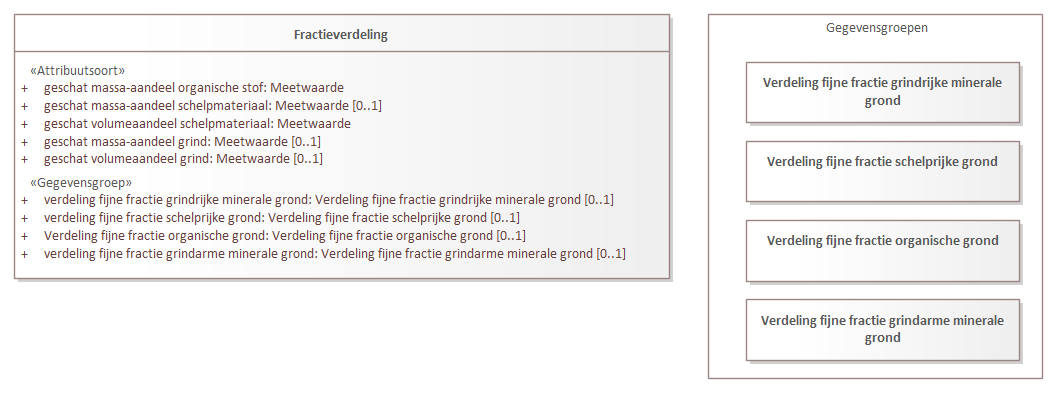 Fractieverdeling
«Attribuutsoort»
+ geschat massa-aandeel organische stof: Meetwaarde
+ geschat massa-aandeel schelpmateriaal: Meetwaarde [0..1]
+ geschat volumeaandeel schelpmateriaal: Meetwaarde
+ geschat massa-aandeel grind: Meetwaarde [0..1]
+ geschat volumeaandeel grind: Meetwaarde [0..1]
«Gegevensgroep»
+ verdeling fijne fractie grindrijke minerale grond: Verdeling fijne fractie grindrijke minerale grond [0..1]
+ verdeling fijne fractie schelprijke grond: Verdeling fijne fractie schelprijke grond [0..1]
+ Verdeling fijne fractie organische grond: Verdeling fijne fractie organische grond [0..1]
+ verdeling fijne fractie grindarme minerale grond: Verdeling fijne fractie grindarme minerale grond [0..1]
Gegevensgroepen
Verdeling fijne fractie grindrijke minerale
grond
Verdeling fijne fractie schelprijke grond
Verdeling fijne fractie organische grond
Verdeling fijne fractie grindarme minerale
grond